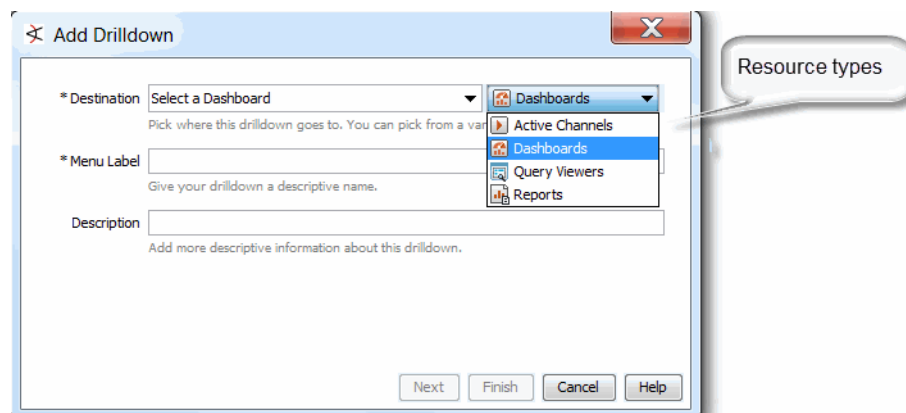 Add Drilldown
X
Resource types
* Destination Select a Dashboard Dashboards
Pick where this drilldown goes to. You can pick from a var
Active Channels
Dashboards
Query Viewers
Reports
* Menu Label
Give your drilldown a descriptive name.
Description
Add more descriptive information about this drilldown.
Next Finish Cancel Help